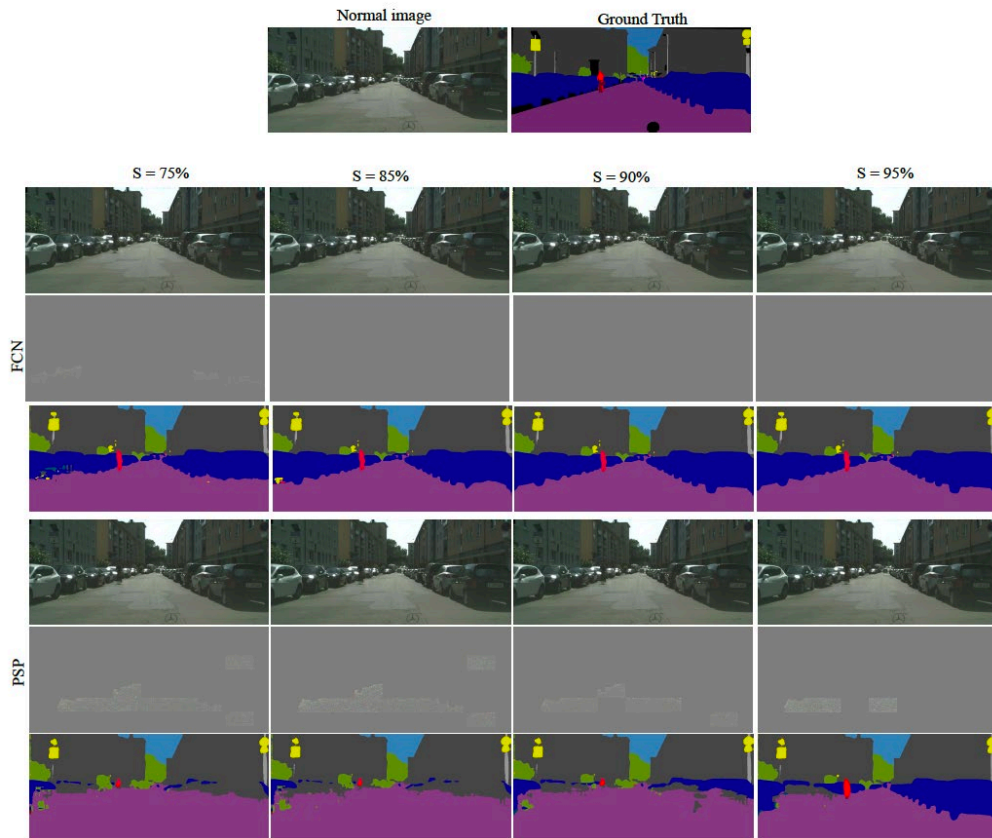 Normal image
Ground Truth
S = 75%
S = 85%
S = 90%
S = 95%
FCN
PSP